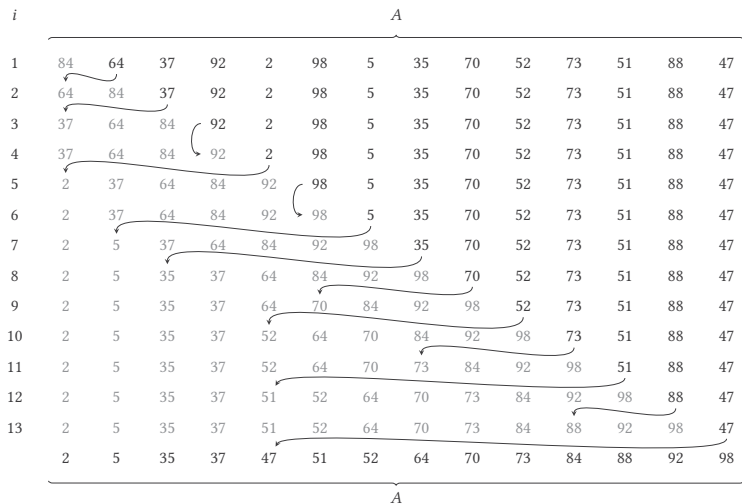 i A
1 84 64 37 92 2 98 5 35 70 52 73 51 88 47
2 64 84 37 92 2 98 5 35 70 52 73 51 88 47
3 37 64 84 92 2 98 5 35 70 52 73 51 88 47
4 37 64 84 92 2 98 5 35 70 52 73 51 88 47
5 2 37 64 84 92 98 5 35 70 52 73 51 88 47
6 2 37 64 84 92 98 5 35 70 52 73 51 88 47
7 2 5 37 64 84 92 98 35 70 52 73 51 88 47
8 2 5 35 37 64 84 92 98 70 52 73 51 88 47
9 2 5 35 37 64 70 84 92 98 52 73 51 88 47
10 2 5 35 37 52 64 70 84 92 98 73 51 88 47
11 2 5 35 37 52 64 70 73 84 92 98 51 88 47
12 2 5 35 37 51 52 64 70 73 84 92 98 88 47
13 2 5 35 37 51 52 64 70 73 84 88 92 98 47
2 5 35 37 47 51 52 64 70 73 84 88 92 98
A